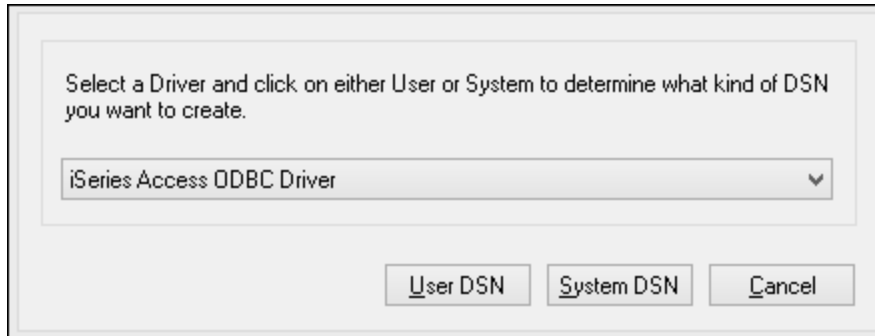 Select a Driver and click on either User or System to determine what kind of DSN
you want to create.
iSeries Access ODBC Driver
User DSN System DSN Cancel